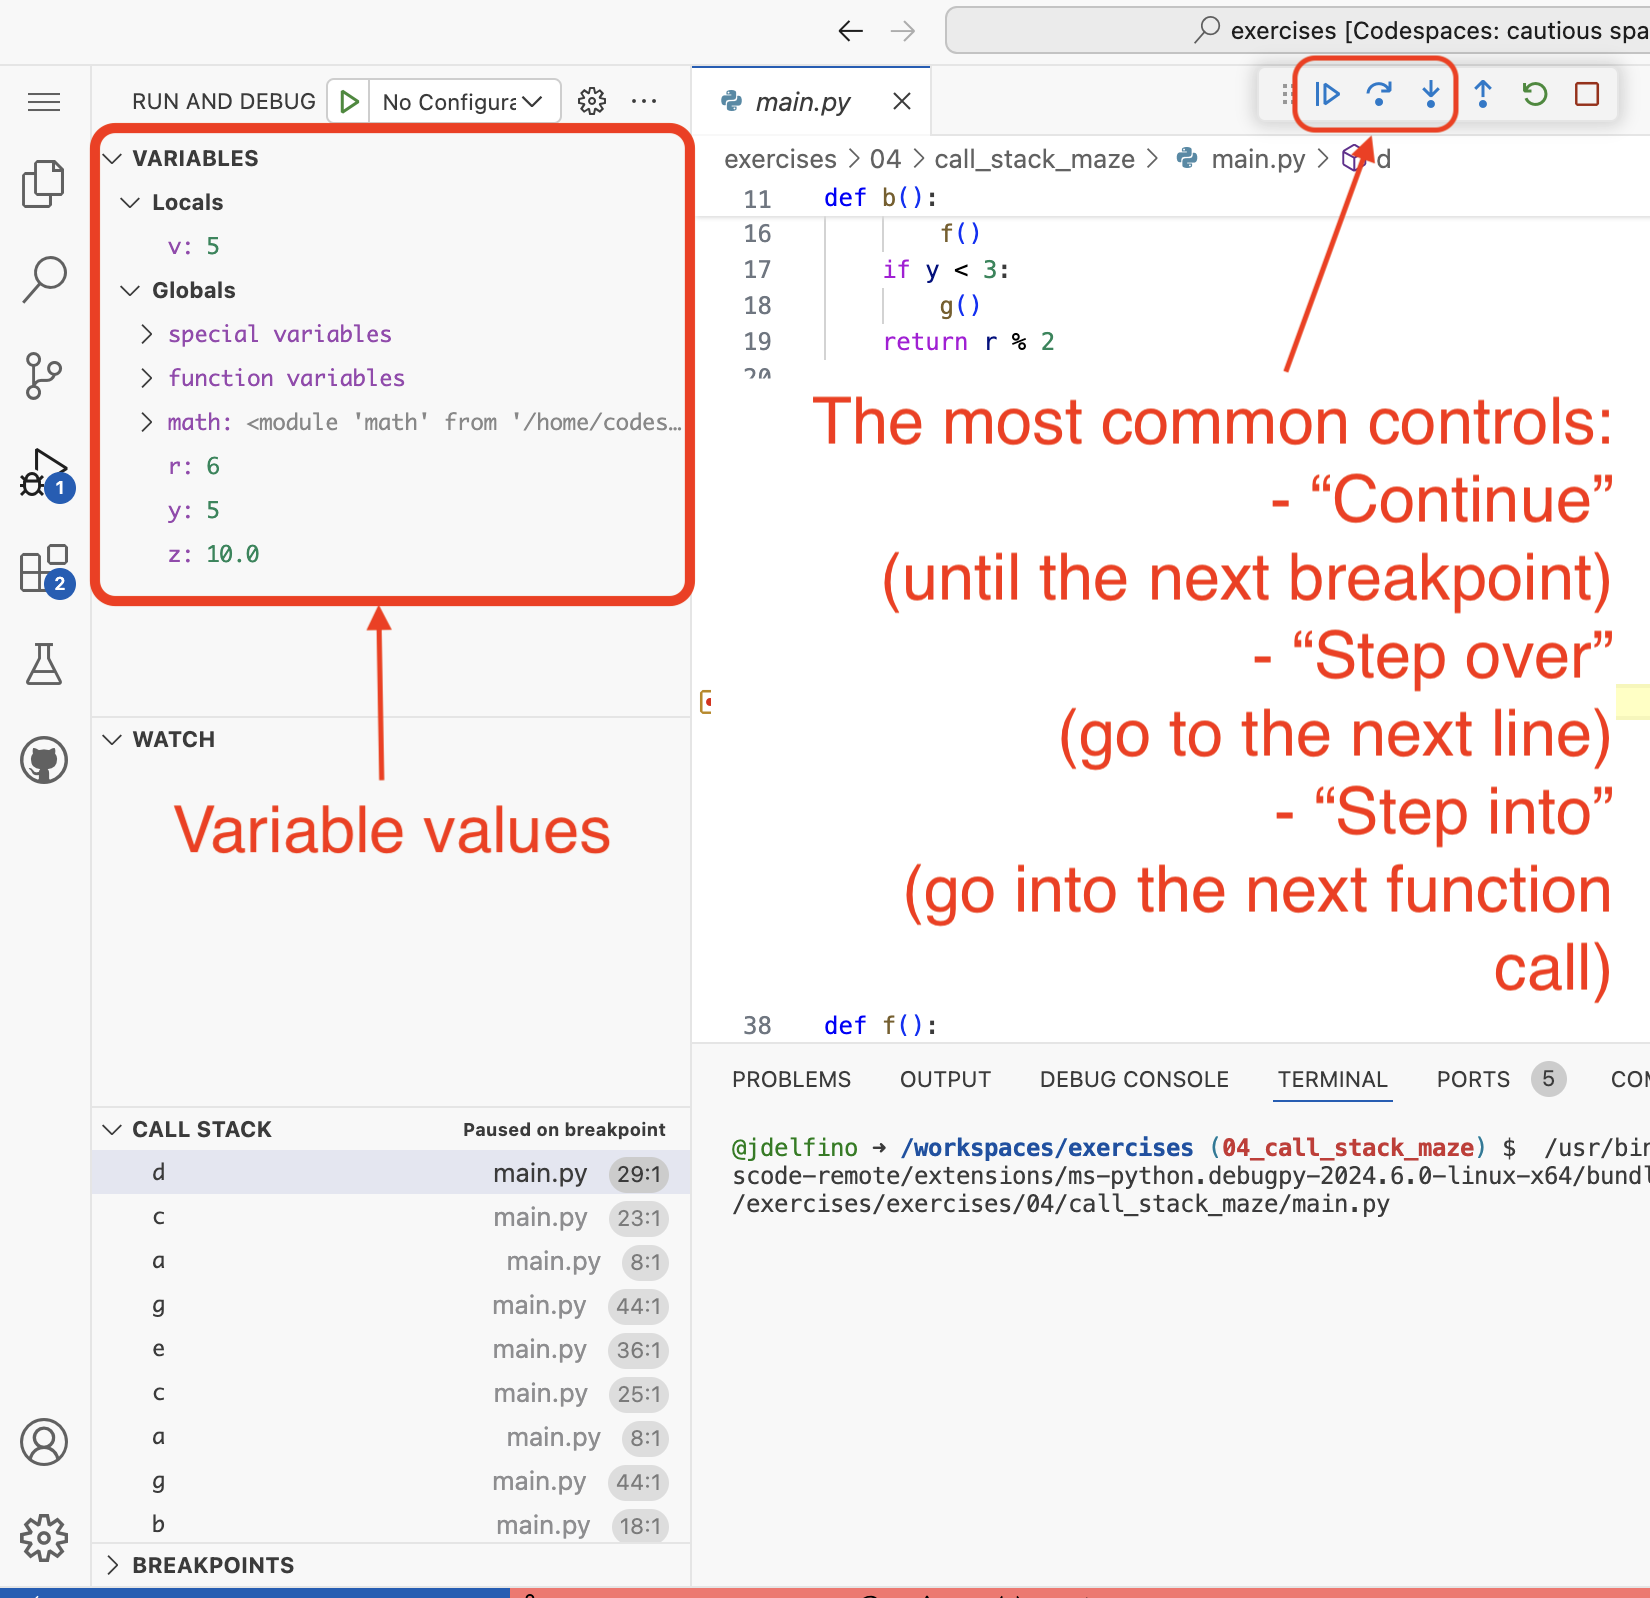 exercises [Codespaces: cautious spa
RUN AND DEBUG
No Configura
main.py
VARIABLES
Locals
v: 5
Globals
special variables
function variables
math: <module 'math' from '/home/codes…
r: 6
y: 5
z: 10.0
1
2
WATCH
Variable values
CALL STACK Paused on breakpoint
d main.py 29:1
c main.py 23:1
a main.py 8:1
g main.py 44:1
e main.py 36:1
c main.py 25:1
a main.py 8:1
g main.py 44:1
b main.py 18:1
BREAKPOINTS
exercises > 04 > call_stack_maze > main.py > d
11 def b():
16 f()
17 if y < 3:
18 g()
19 return r % 2
20
The most common controls:
- “Continue”
(until the next breakpoint)
- “Step over”
(go to the next line)
- “Step into”
(go into the next function
call)
38 def f():
PROBLEMS OUTPUT DEBUG CONSOLE TERMINAL PORTS 5 COM
@jdelfino ➜ /workspaces/exercises (04_call_stack_maze) $ /usr/bin
scode-remote/extensions/ms-python.debugpy-2024.6.0-linux-x64/bundl
/exercises/exercises/04/call_stack_maze/main.py